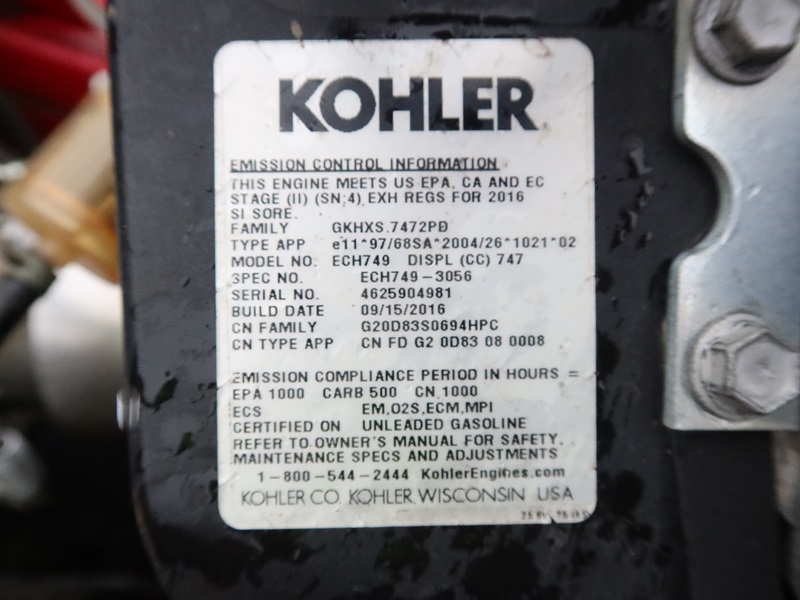 KOHLER
EMISSION CONTROL INFORMATION
THIS ENGINE MEETS US EPA, CA AND EC
STAGE (II) (SN;4) EXH REGS FOR 2016
SI SORE.
FAMILY GKHXS.7472PD
TYPE APP e11*97/68SA*2004/26*1021*02
MODEL NO. ECH749 DISPL (CC) 747
SPEC NO. ECH749-3056
SERIAL NO. 4625904981
BUILD DATE 09/15/2016
CN FAMILY G20D83S0694HPC
CN TYPE APP CN FD G2 0D83 08 0008
EMISSION COMPLIANCE PERIOD IN HOURS =
EPA 1000 CARB 500 CN 1000
ECS EM,O2S,ECM,MPI
CERTIFIED ON UNLEADED GASOLINE
REFER TO OWNER'S MANUAL FOR SAFETY,
MAINTENANCE SPECS AND ADJUSTMENTS
1-800-544-2444 KohlerEngines.com
KOHLER CO. KOHLER, WISCONSIN USA